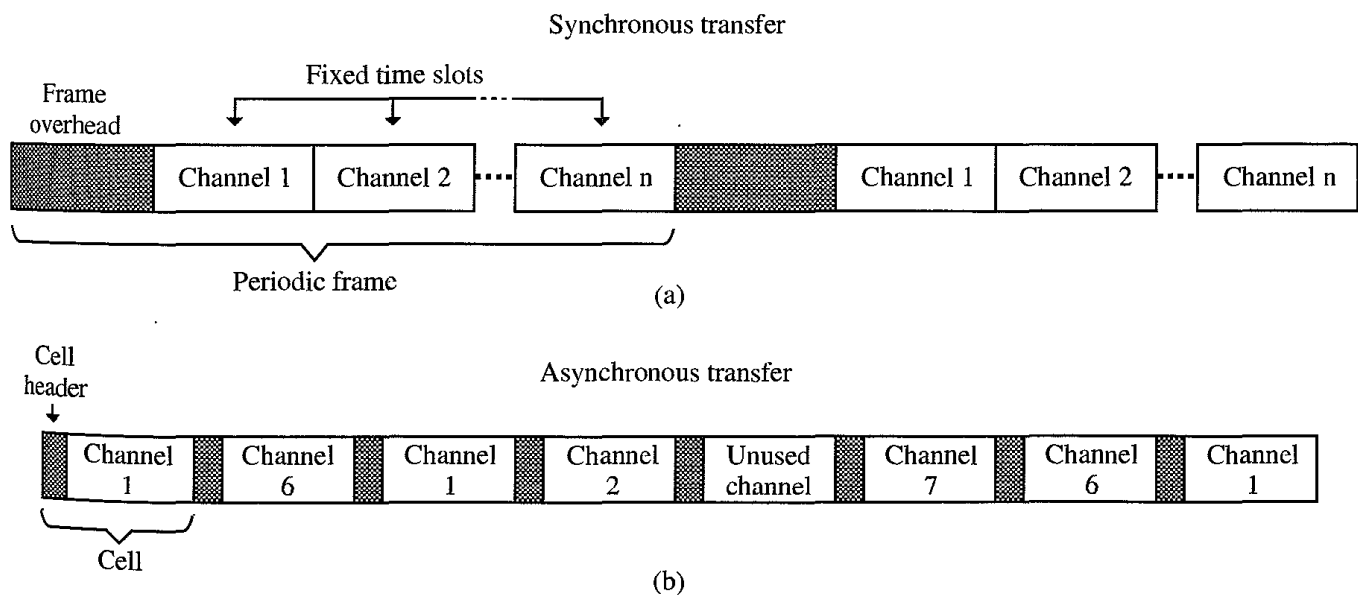 Synchronous transfer
Fixed time slots
Frame
overhead
Channel 1
Channel 2
Channel n
Channel 1
Channel 2
Channel n
Periodic frame
(a)
Cell
header
Asynchronous transfer
Channel
1
Channel
6
Channel
1
Channel
2
Unused
channel
Channel
7
Channel
6
Channel
1
Cell
(b)